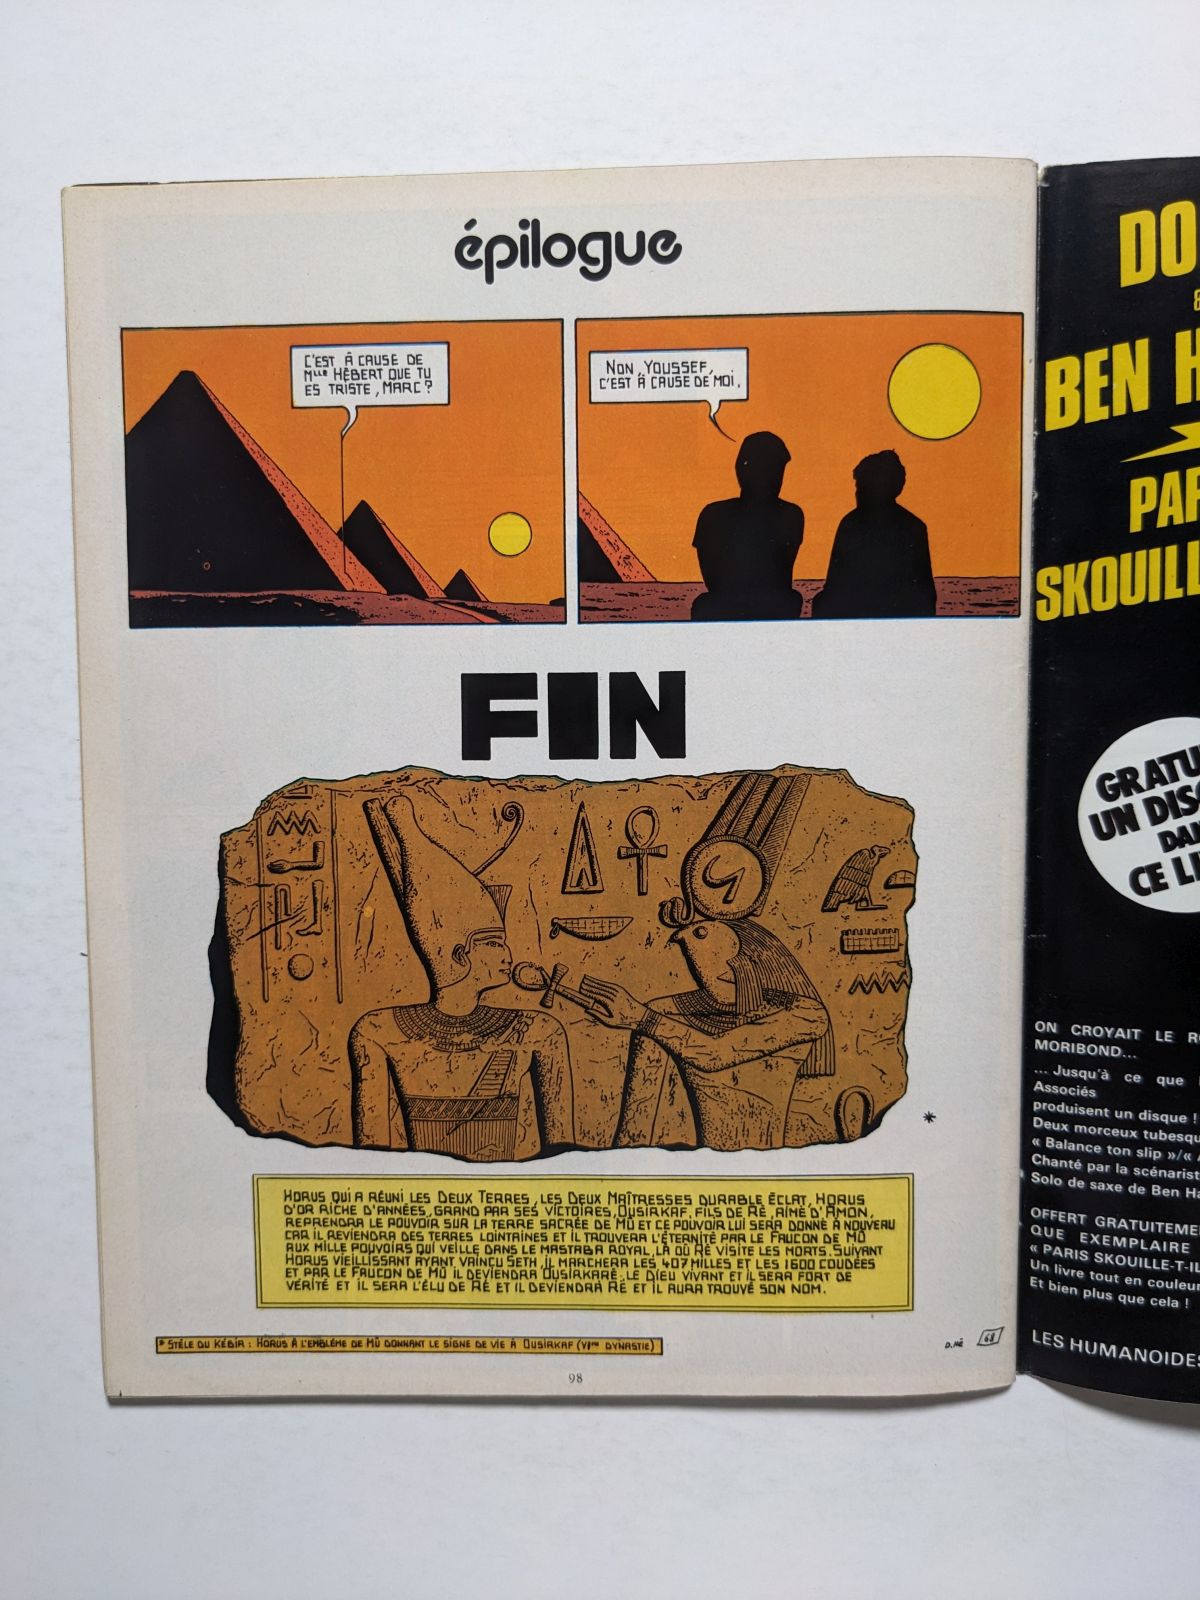 épilogue
C'EST À CAUSE DE
Mlle HÉBERT QUE TU
ES TRISTE, MARC ?
NON, YOUSSEF,
C'EST À CAUSE DE MOI.
FIN
*
HORUS QUI A RÉUNI LES DEUX TERRES, LES DEUX MAÎTRESSES DURABLE ÉCLAT, HORUS
D'OR RICHE D'ANNÉES, GRAND PAR SES VICTOIRES, OUSIRKAF, FILS DE RÊ, AIMÉ D'AMON,
REPRENDRA LE POUVOIR SUR LA TERRE SACRÉE DE MÛ ET CE POUVOIR LUI SERA DONNÉ À NOUVEAU
CAR IL REVIENDRA DES TERRES LOINTAINES ET IL TROUVERA L'ÉTERNITÉ PAR LE FAUCON DE MÛ
AUX MILLE POUVOIRS QUI VEILLE DANS LE MASTABA ROYAL, LÀ OÙ RÊ VISITE LES MORTS. SUIVANT
HORUS VIEILLISSANT AYANT VAINCU SETH, IL MARCHERA LES 407 MILLES ET LES 1600 COUDÉES
ET PAR LE FAUCON DE MÛ IL DEVIENDRA OUSIRKARÊ, LE DIEU VIVANT ET IL SERA FORT DE
VÉRITÉ ET IL SERA L'ÉLU DE RÊ ET IL DEVIENDRA RÊ ET IL AURA TROUVÉ SON NOM.
* STÈLE DU KÉBIR : HORUS À L'EMBLÈME DE MÛ DONNANT LE SIGNE DE VIE À OUSIRKAF (VIème DYNASTIE)
D. HÉ
68
98
DO
BEN H
PAR
SKOUILL
GRATU
UN DISC
DAN
CE LI
ON CROYAIT LE R
MORIBOND...
... Jusqu'à ce que
Associés
produisent un disque !
Deux morceux tubesqu
« Balance ton slip »/«
Chanté par la scénarist
Solo de saxe de Ben Ha
OFFERT GRATUITEME
QUE EXEMPLAIRE
« PARIS SKOUILLE-T-IL
Un livre tout en couleur
Et bien plus que cela !
LES HUMANOIDES